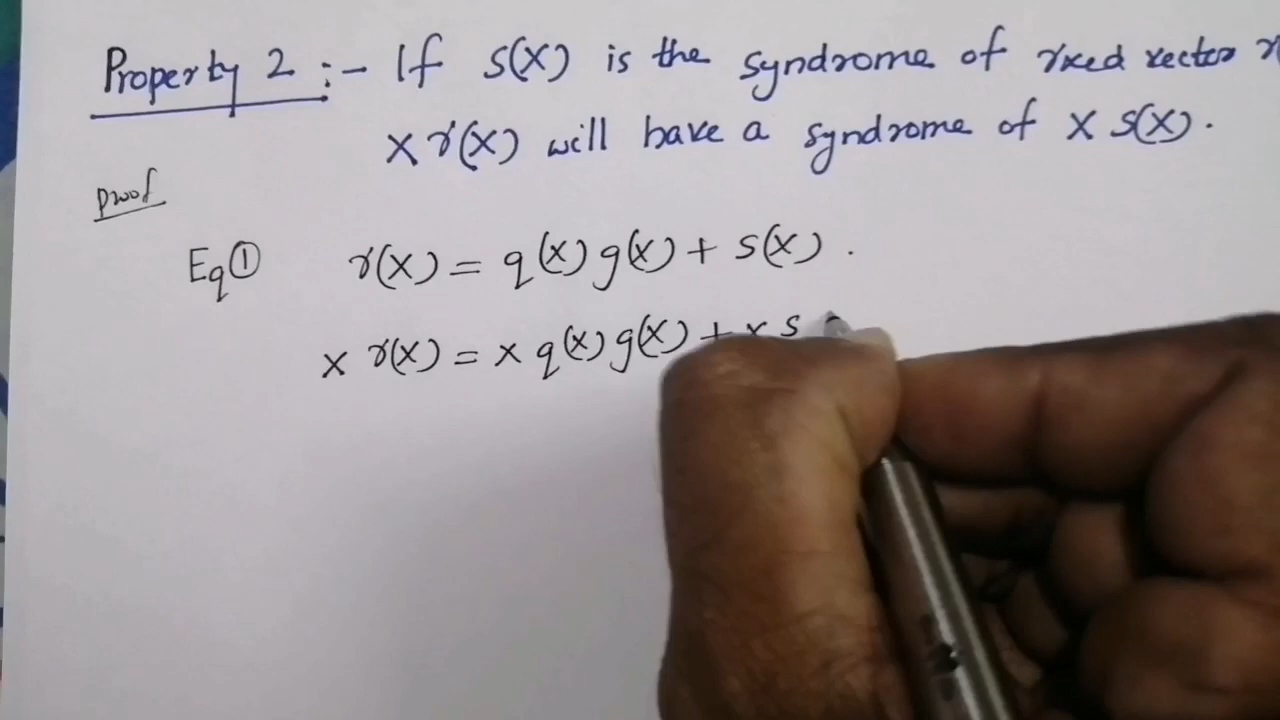 Property 2 :- If s(x) is the syndrome of rxed vector r
x r(x) will have a syndrome of x s(x).
proof
Eq① r(x) = q(x) g(x) + s(x).
x r(x) = x q(x) g(x) + x s